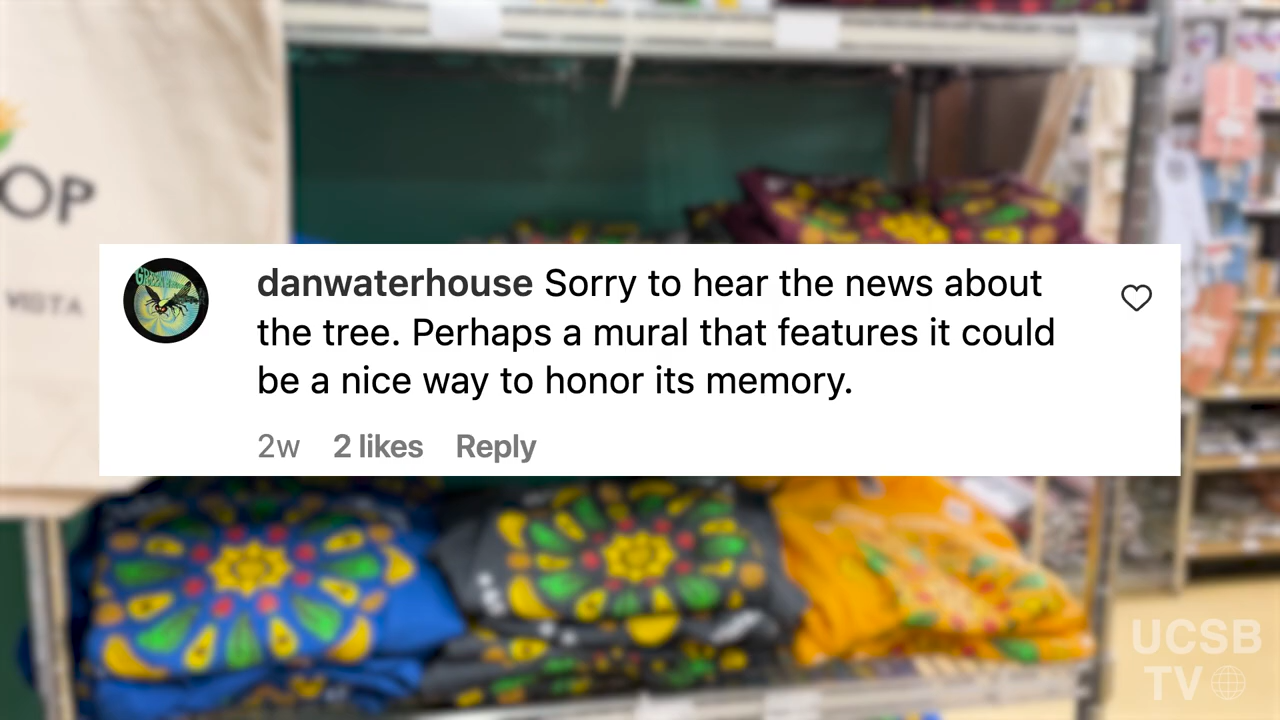 OP
VISTA
danwaterhouse Sorry to hear the news about
the tree. Perhaps a mural that features it could
be a nice way to honor its memory.
2w 2 likes Reply
UCSB
TV